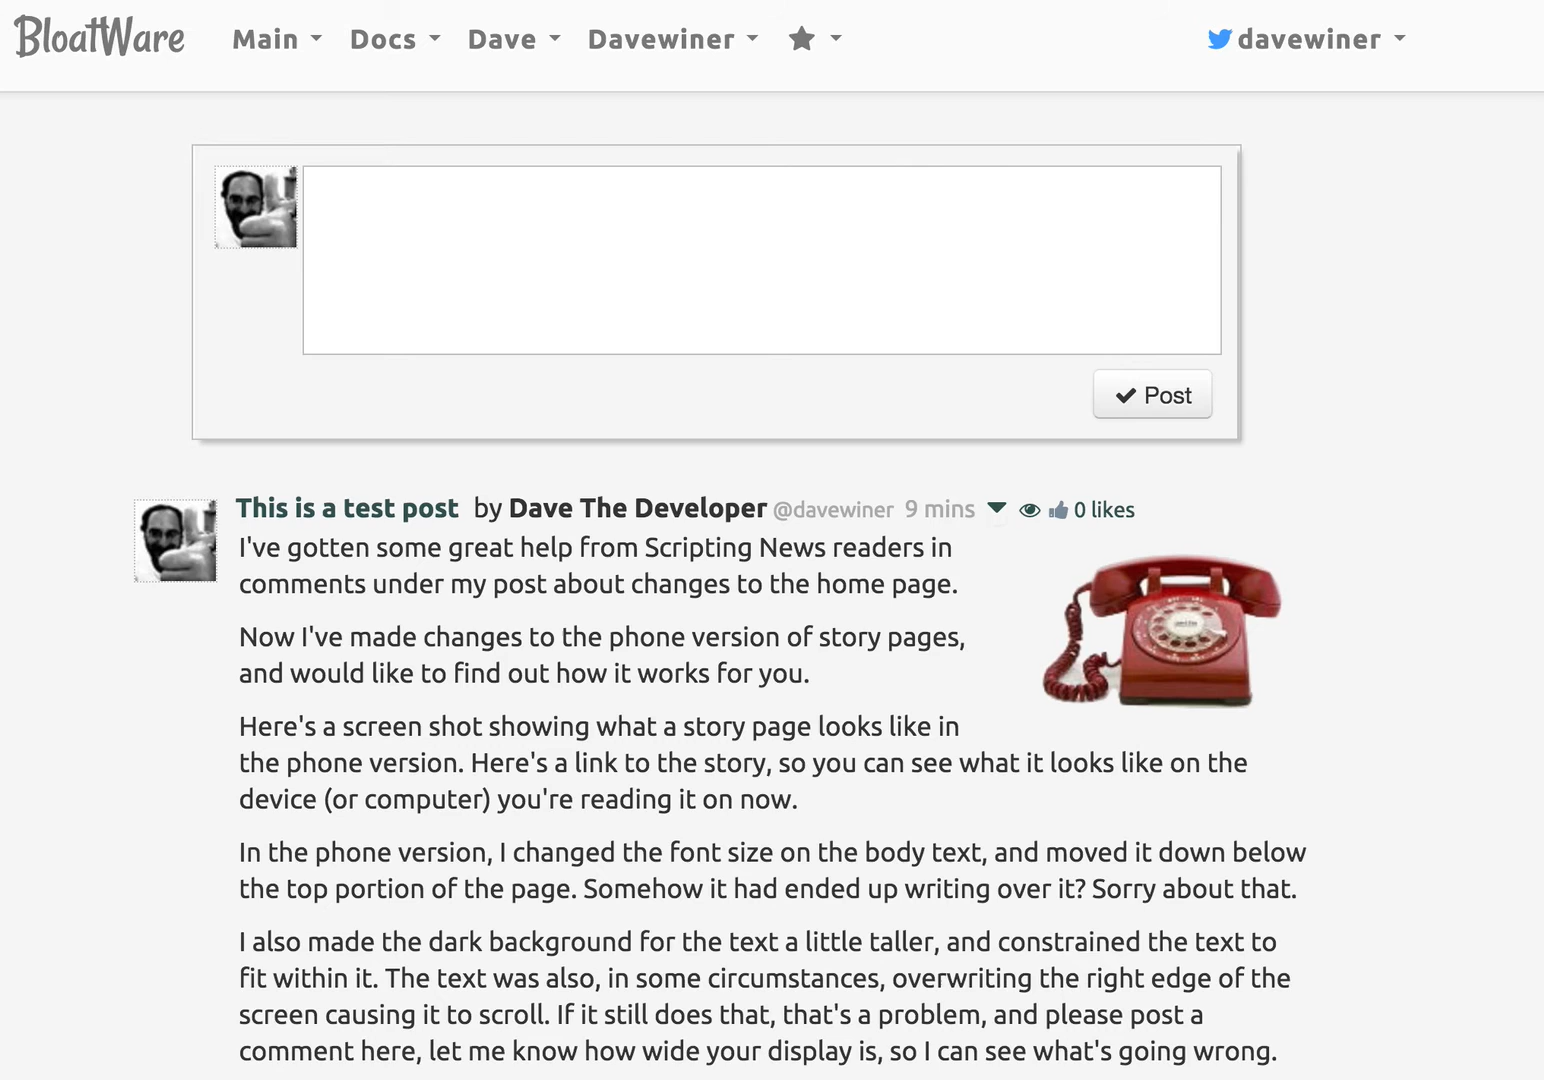 BloatWare Main Docs Dave Davewiner davewiner
Post
This is a test post by Dave The Developer @davewiner 9 mins 0 likes
I've gotten some great help from Scripting News readers in
comments under my post about changes to the home page.
Now I've made changes to the phone version of story pages,
and would like to find out how it works for you.
Here's a screen shot showing what a story page looks like in
the phone version. Here's a link to the story, so you can see what it looks like on the
device (or computer) you're reading it on now.
In the phone version, I changed the font size on the body text, and moved it down below
the top portion of the page. Somehow it had ended up writing over it? Sorry about that.
I also made the dark background for the text a little taller, and constrained the text to
fit within it. The text was also, in some circumstances, overwriting the right edge of the
screen causing it to scroll. If it still does that, that's a problem, and please post a
comment here, let me know how wide your display is, so I can see what's going wrong.